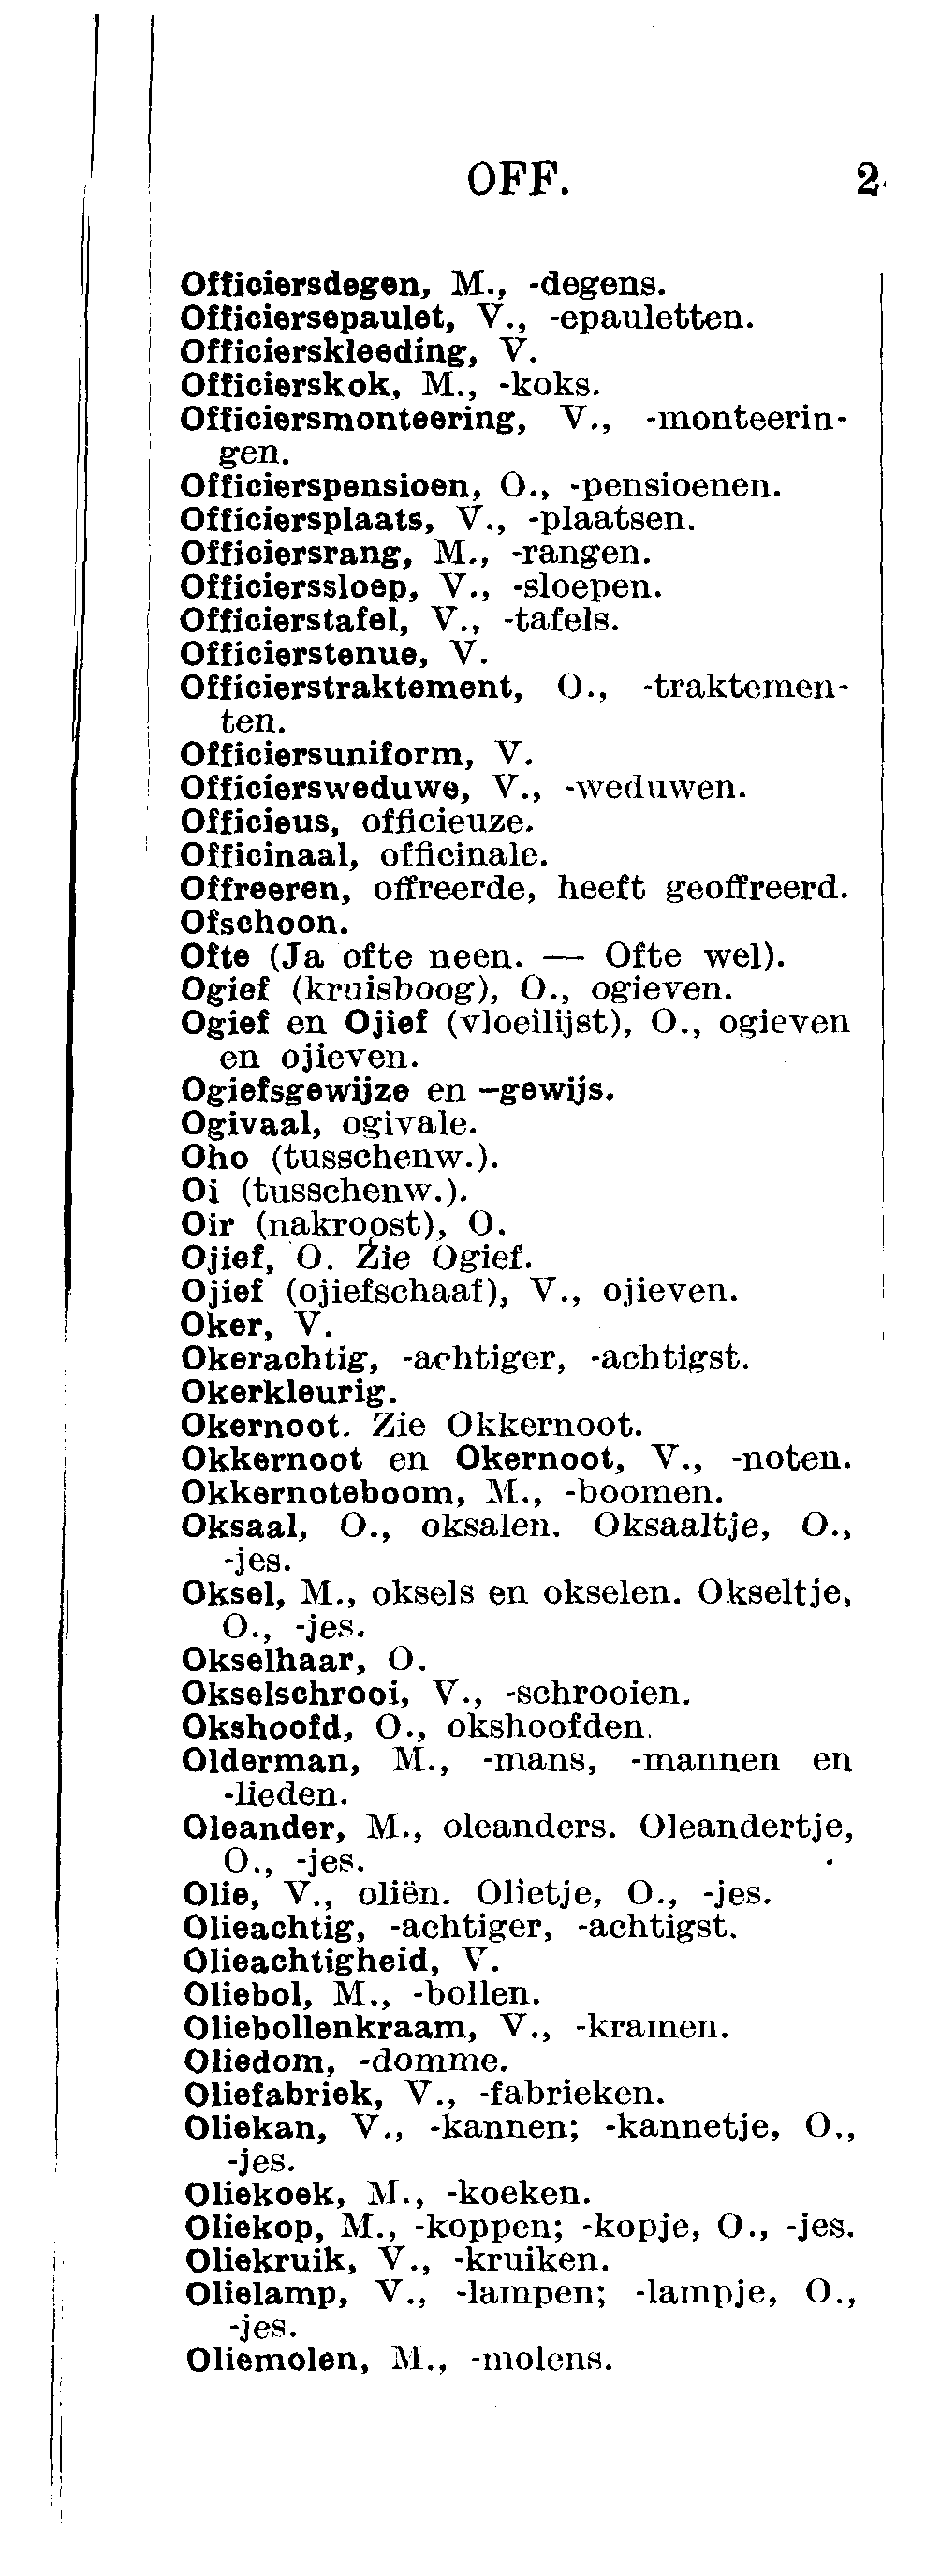 OFF. 2
Officiersdegen, M., -degens.
Officiersepaulet, V., -epauletten.
Officierskleeding, V.
Officierskok, M., -koks.
Officiersmonteering, V., -monteerin-
gen.
Officierspensioen, O., -pensioenen.
Officiersplaats, V., -plaatsen.
Officiersrang, M., -rangen.
Officierssloep, V., -sloepen.
Officierstafel, V., -tafels.
Officierstenue, V.
Officierstraktement, O., -traktemen-
ten.
Officiersuniform, V.
Officiersweduwe, V., -weduwen.
Officieus, officieuze.
Officinaal, officinale.
Offreeren, offreerde, heeft geoffreerd.
Ofschoon.
Ofte (Ja ofte neen. — Ofte wel).
Ogief (kruisboog), O., ogieven.
Ogief en Ojief (vloeilijst), O., ogieven
en ojieven.
Ogiefsgewijze en -gewijs.
Ogivaal, ogivale.
Oho (tusschenw.).
Oi (tusschenw.).
Oir (nakroost), O.
Ojief, O. Zie Ogief.
Ojief (ojiefschaaf), V., ojieven.
Oker, V.
Okerachtig, -achtiger, -achtigst.
Okerkleurig.
Okernoot. Zie Okkernoot.
Okkernoot en Okernoot, V., -noten.
Okkernoteboom, M., -boomen.
Oksaal, O., oksalen. Oksaaltje, O.,
-jes.
Oksel, M., oksels en okselen. Okseltje,
O., -jes.
Okselhaar, O.
Okselschrooi, V., -schrooien.
Okshoofd, O., okshoofden.
Olderman, M., -mans, -mannen en
-lieden.
Oleander, M., oleanders. Oleandertje,
O., -jes.
Olie, V., oliën. Olietje, O., -jes.
Olieachtig, -achtiger, -achtigst.
Olieachtigheid, V.
Oliebol, M., -bollen.
Oliebollenkraam, V., -kramen.
Oliedom, -domme.
Oliefabriek, V., -fabrieken.
Oliekan, V., -kannen; -kannetje, O.,
-jes.
Oliekoek, M., -koeken.
Oliekop, M., -koppen; -kopje, O., -jes.
Oliekruik, V., -kruiken.
Olielamp, V., -lampen; -lampje, O.,
-jes.
Oliemolen, M., -molens.